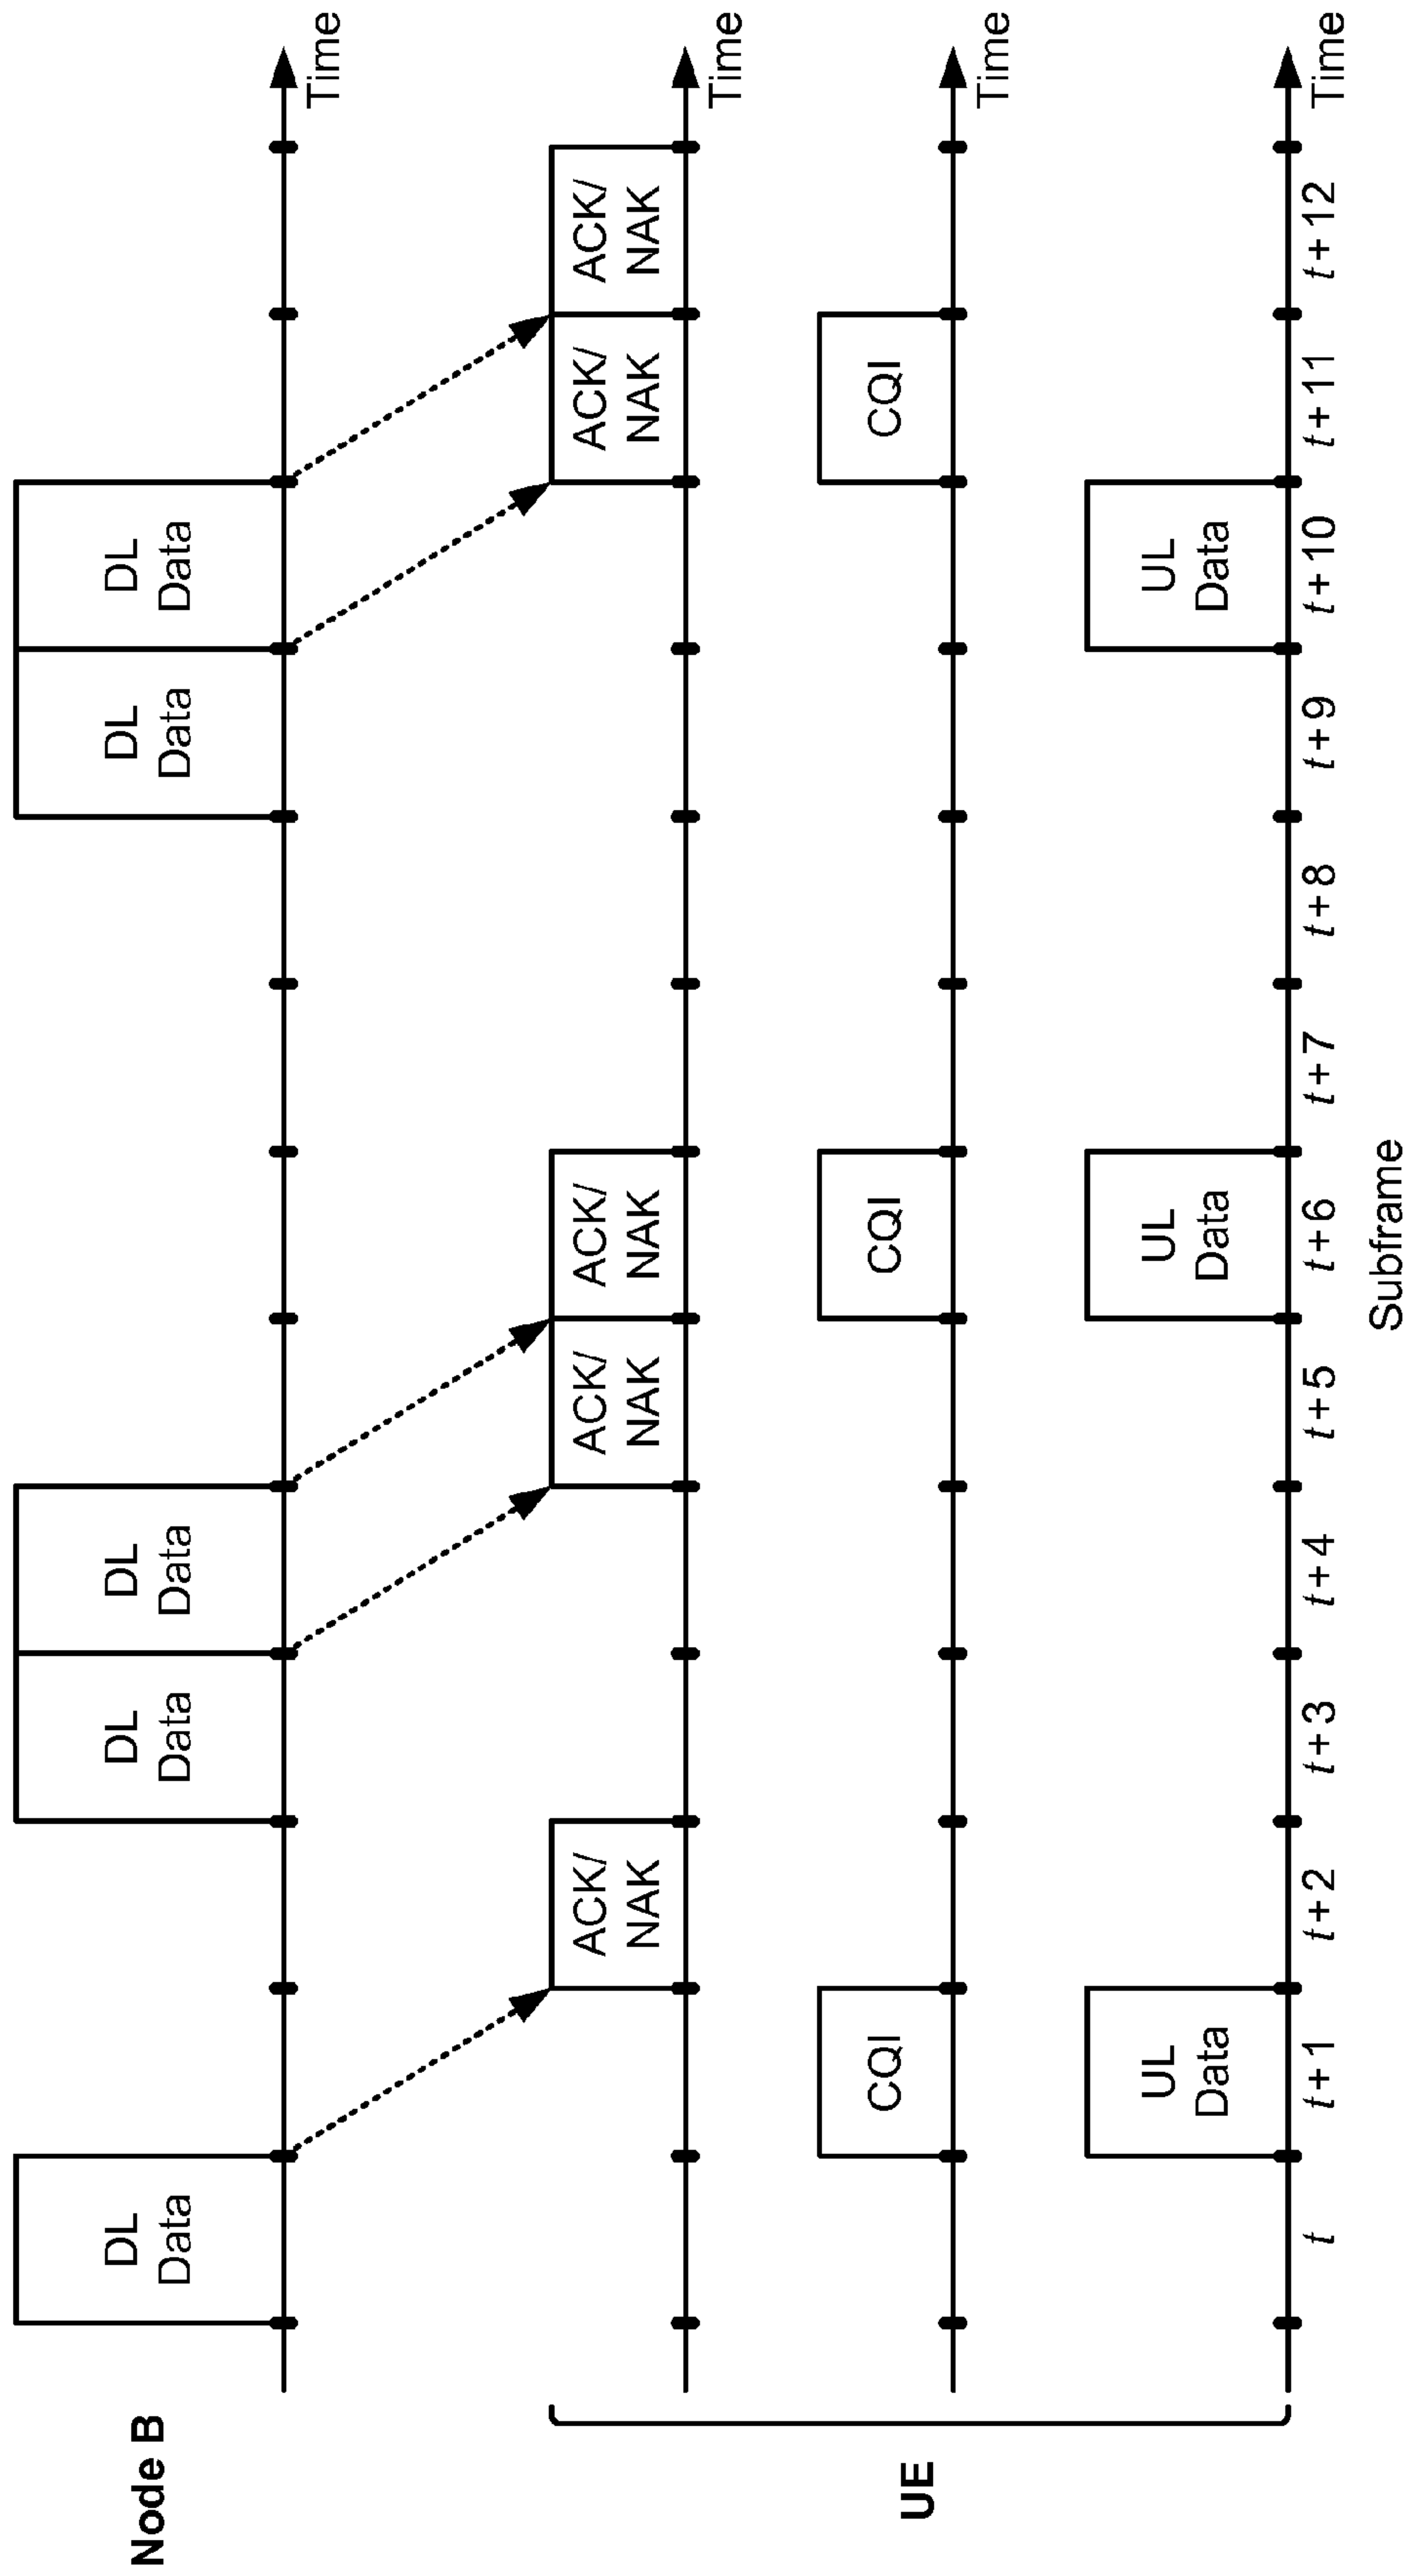 Node B
DL
Data
DL
Data
DL
Data
DL
Data
DL
Data
Time
UE
ACK/
NAK
ACK/
NAK
ACK/
NAK
ACK/
NAK
ACK/
NAK
Time
CQI
CQI
CQI
Time
UL
Data
UL
Data
UL
Data
t
t + 1
t + 2
t + 3
t + 4
t + 5
t + 6
t + 7
t + 8
t + 9
t + 10
t + 11
t + 12
Time
Subframe